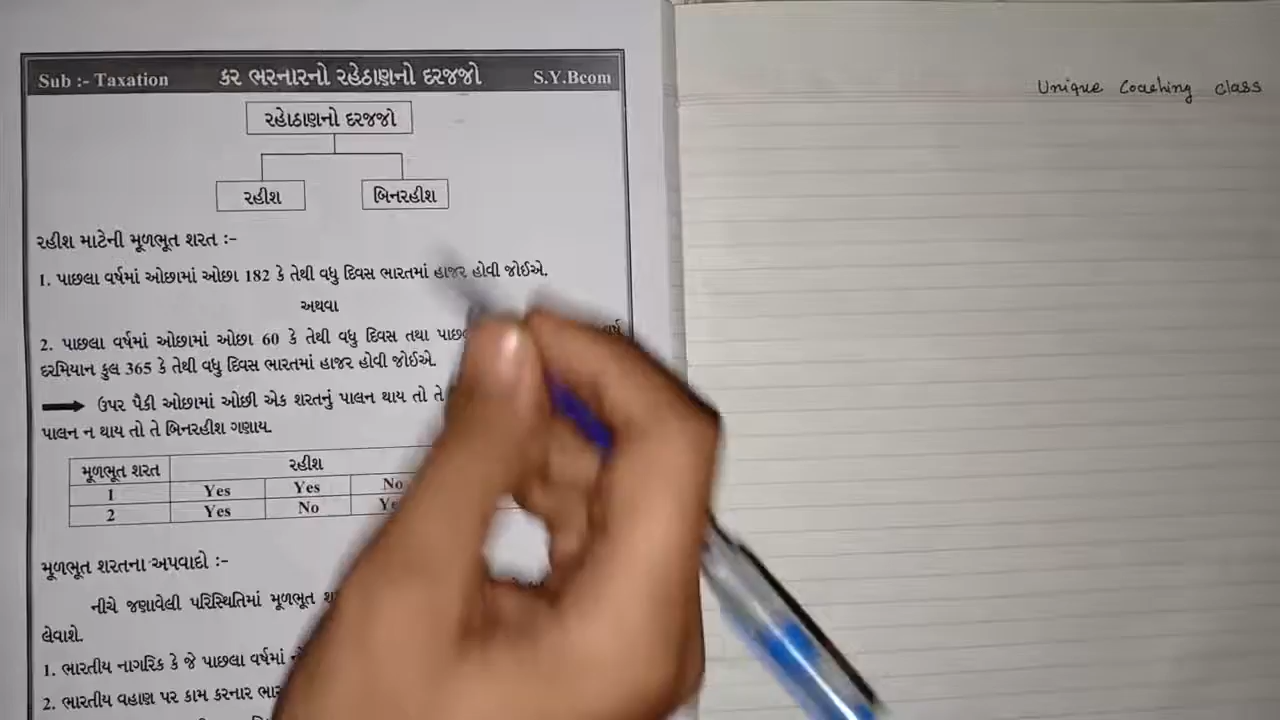 Sub :- Taxation કર ભરનારનો રહેઠાણનો દરજજો S.Y.Bcom
Unique Coaching Class
રહેાઠાણનો દરજજો
રહીશ બિનરહીશ
રહીશ માટેની મૂળભૂત શરત :-
1. પાછલા વર્ષમાં ઓછામાં ઓછા 182 કે તેથી વધુ દિવસ ભારતમાં હાજર હોવી જોઈએ.
અથવા
2. પાછલા વર્ષમાં ઓછામાં ઓછા 60 કે તેથી વધુ દિવસ તથા
દરમિયાન કુલ 365 કે તેથી વધુ દિવસ ભારતમાં હાજર હોવી જોઈએ.
ઉપર પૈકી ઓછામાં ઓછી એક શરતનું પાલન થાય તો તે
પાલન ન થાય તો તે બિનરહીશ ગણાય.
મૂળભૂત શરત રહીશ
1 Yes Yes No
2 Yes No
મૂળભૂત શરતના અપવાદો :-
નીચે જણાવેલી પરિસ્થિતિમાં મૂળભૂત
લેવાશે.
1. ભારતીય નાગરિક કે જે પાછલા વર્ષમાં
2. ભારતીય વહાણ પર કામ કરનાર